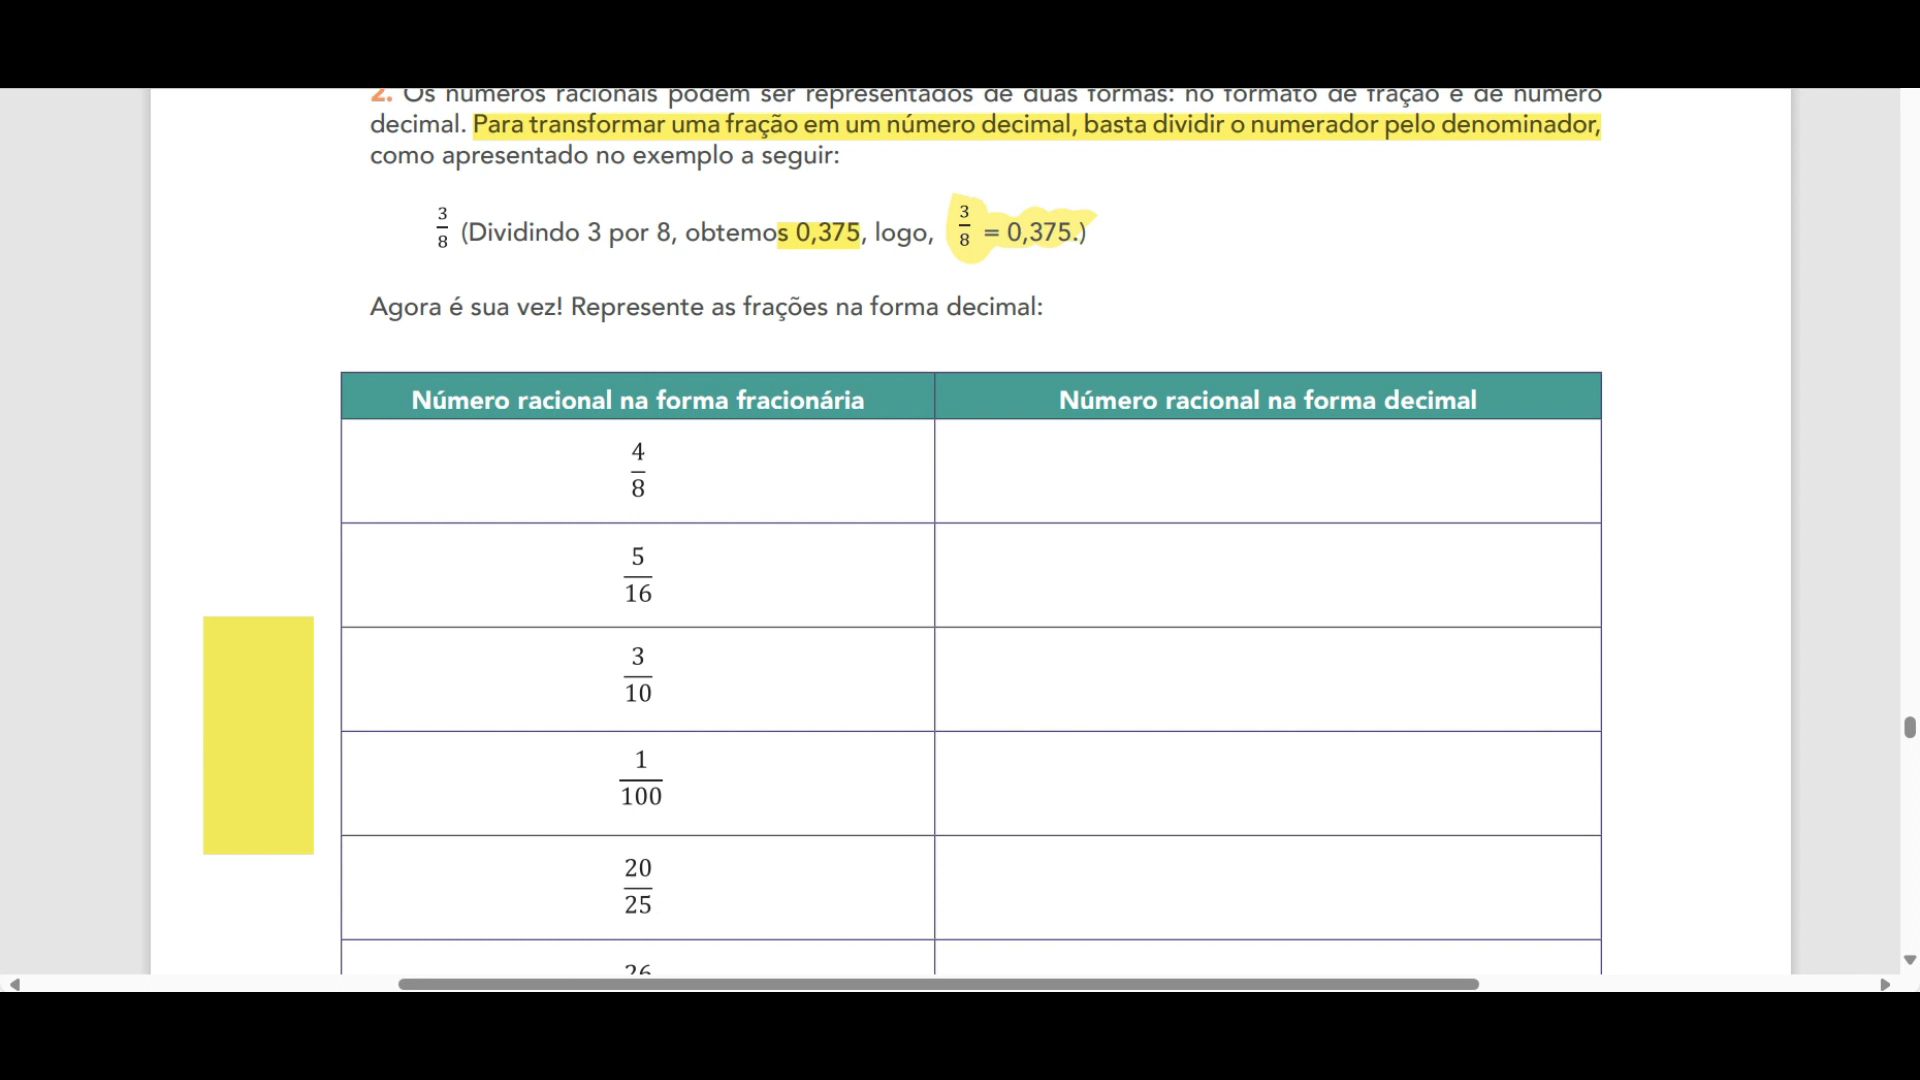 2. Os números racionais podem ser representados de duas formas: no formato de fração e de número
decimal. Para transformar uma fração em um número decimal, basta dividir o numerador pelo denominador,
como apresentado no exemplo a seguir:
3/8 (Dividindo 3 por 8, obtemos 0,375, logo, 3/8 = 0,375.)
Agora é sua vez! Represente as frações na forma decimal:
Número racional na forma fracionária Número racional na forma decimal
4/8
5/16
3/10
1/100
20/25
26